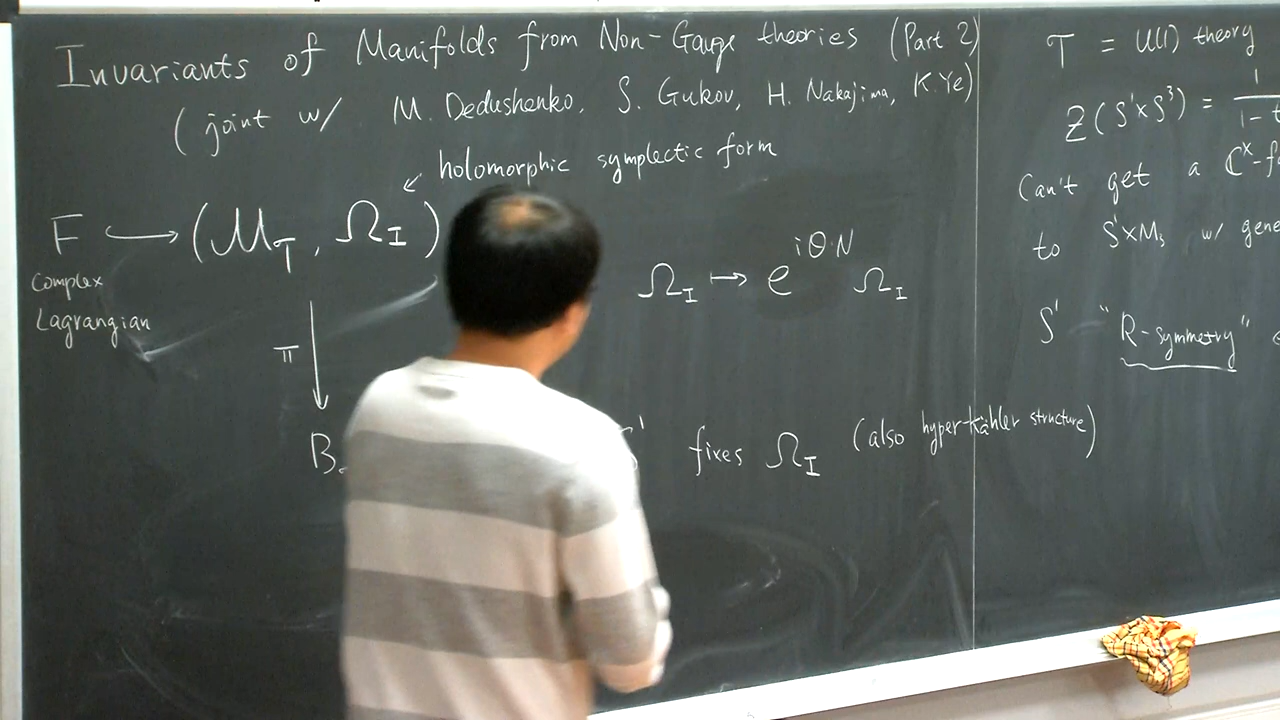 Invariants of Manifolds from Non-Gauge theories (Part 2)
(joint w/ M. Dedushenko, S. Gukov, H. Nakajima, K. Ye)
↙ holomorphic symplectic form
F ↪ (M_T, Ω_I)
Complex
Lagrangian
Ω_I ↦ e^{iθ·N} Ω_I
π ↓
B
fixes Ω_I (also hyper-kähler structure)
T = U(1) theory
Z(S¹×S³) = 1
1-t
Can't get a C^×-f
to S¹×M₃ w/ gene
S¹ "R-symmetry"